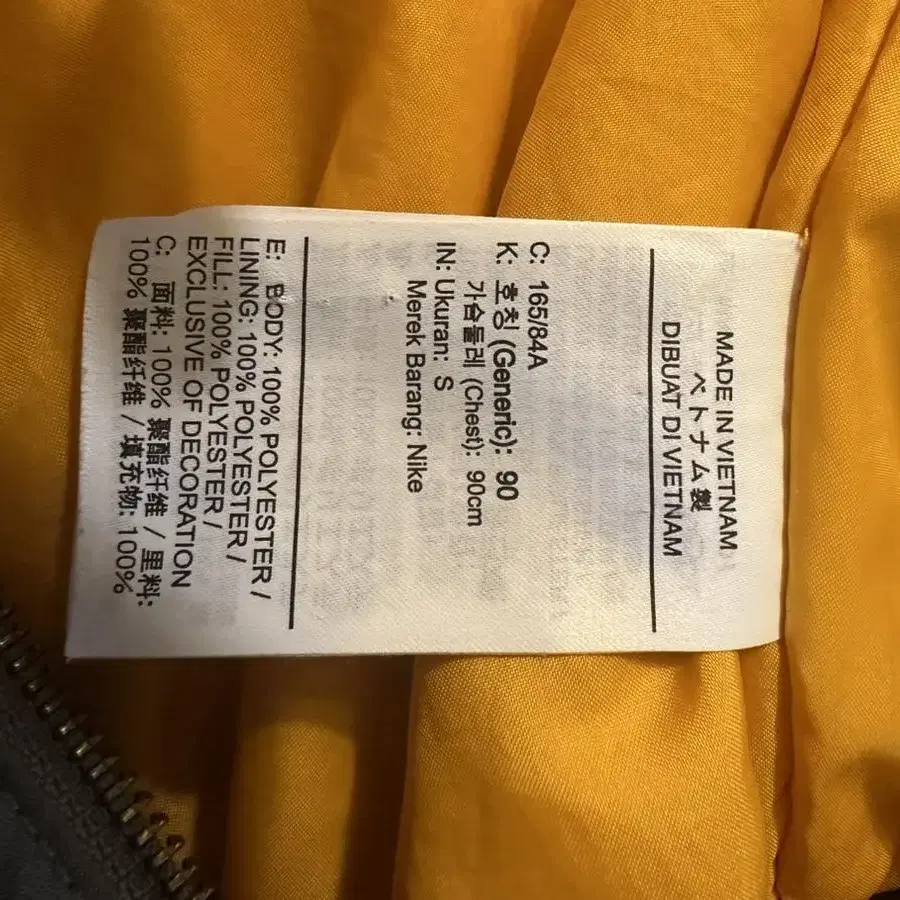 MADE IN VIETNAM
ベトナム製
DIBUAT DI VIETNAM
C: 165/84A
K: 호칭 (Generic): 90
가슴둘레 (Chest): 90cm
IN: Ukuran: S
Merek Barang: Nike
E: BODY: 100% POLYESTER /
LINING: 100% POLYESTER /
FILL: 100% POLYESTER /
EXCLUSIVE OF DECORATION
C: 面料: 100% 聚酯纤维 / 里料:
100% 聚酯纤维 / 填充物: 100%